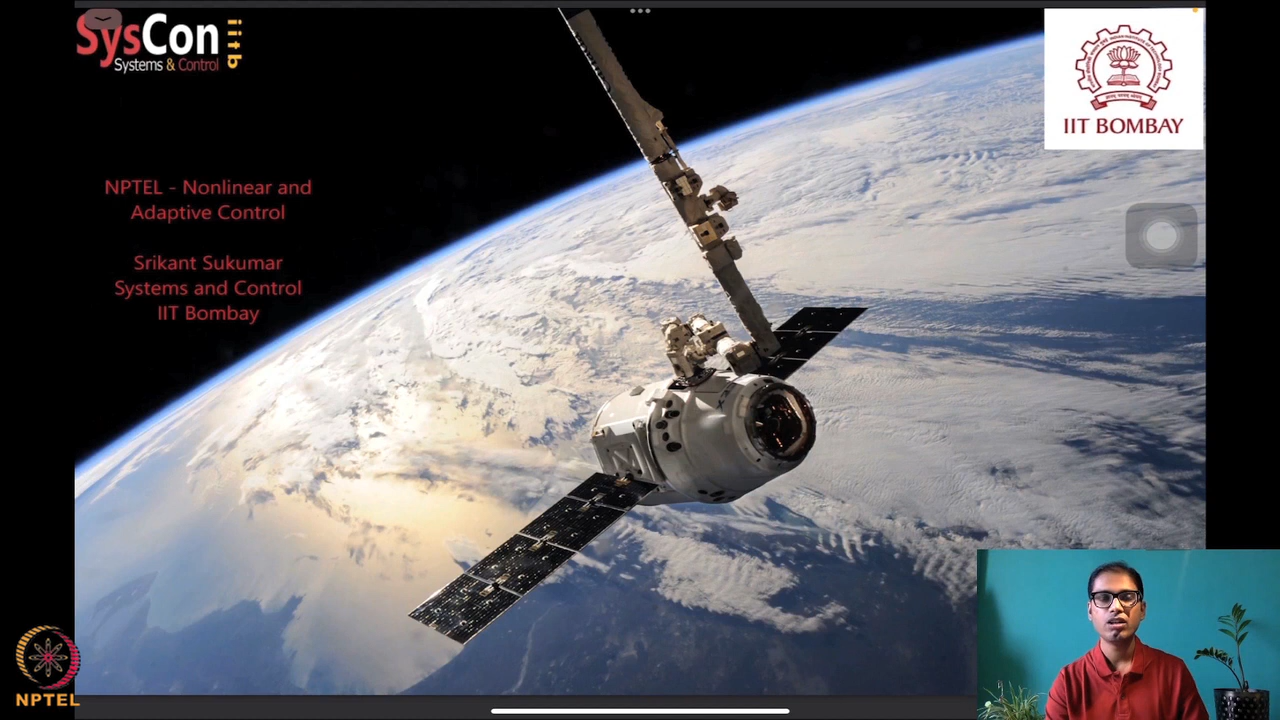 SysCon
iitb
Systems & Control
IIT BOMBAY
NPTEL - Nonlinear and
Adaptive Control
Srikant Sukumar
Systems and Control
IIT Bombay
NPTEL